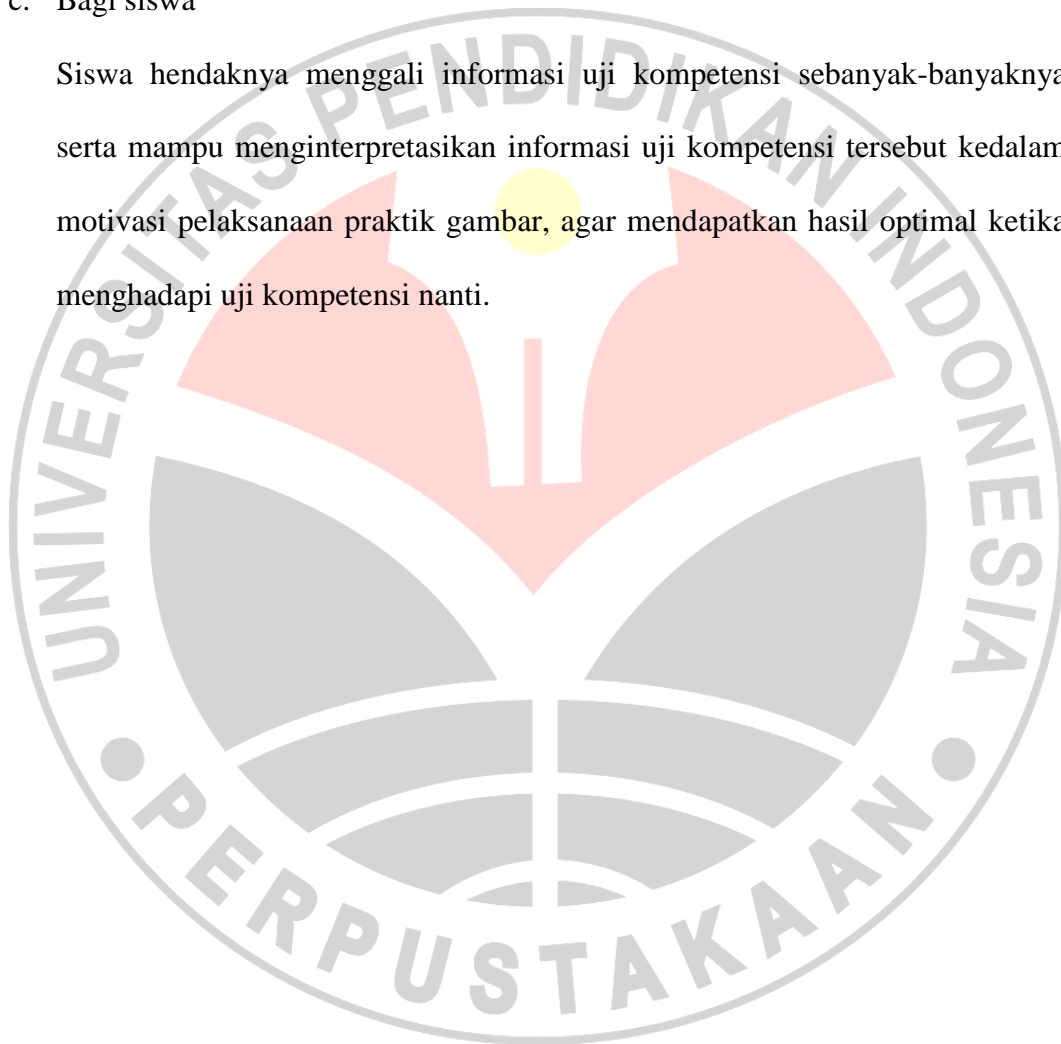 c. Bagi siswa
Siswa hendaknya menggali informasi uji kompetensi sebanyak-banyaknya
serta mampu menginterpretasikan informasi uji kompetensi tersebut kedalam
motivasi pelaksanaan praktik gambar, agar mendapatkan hasil optimal ketika
menghadapi uji kompetensi nanti.
UNIVERSITAS PENDIDIKAN INDONESIA
PERPUSTAKAAN